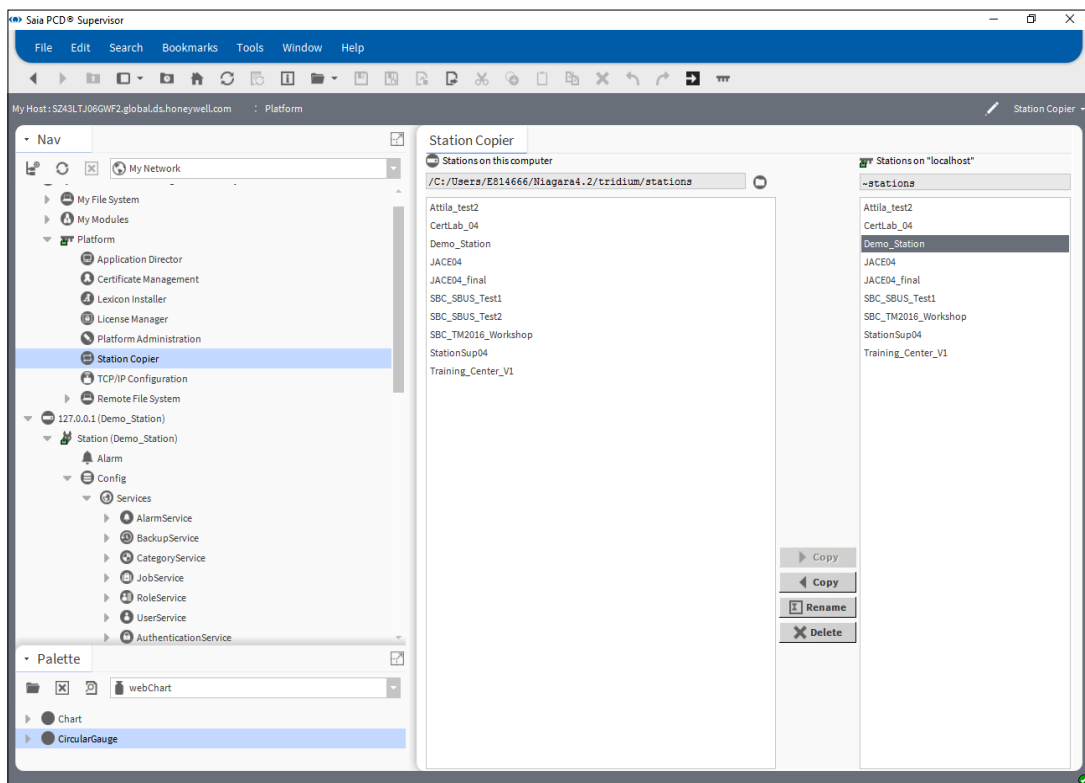 Saia PCD® Supervisor
File Edit Search Bookmarks Tools Window Help
My Host : SZ43LTJ06GWF2.global.ds.honeywell.com : Platform
Station Copier
Nav
My Network
My File System
My Modules
Platform
Application Director
Certificate Management
Lexicon Installer
License Manager
Platform Administration
Station Copier
TCP/IP Configuration
Remote File System
127.0.0.1 (Demo_Station)
Station (Demo_Station)
Alarm
Config
Services
AlarmService
BackupService
CategoryService
JobService
RoleService
UserService
AuthenticationService
Palette
webChart
Chart
CircularGauge
Station Copier
Stations on this computer
/C:/Users/E814666/Niagara4.2/tridium/stations
Attila_test2
CertLab_04
Demo_Station
JACE04
JACE04_final
SBC_SBUS_Test1
SBC_SBUS_Test2
SBC_TM2016_Workshop
StationSup04
Training_Center_V1
Copy
Copy
Rename
Delete
Stations on "localhost"
~stations
Attila_test2
CertLab_04
Demo_Station
JACE04
JACE04_final
SBC_SBUS_Test1
SBC_TM2016_Workshop
StationSup04
Training_Center_V1